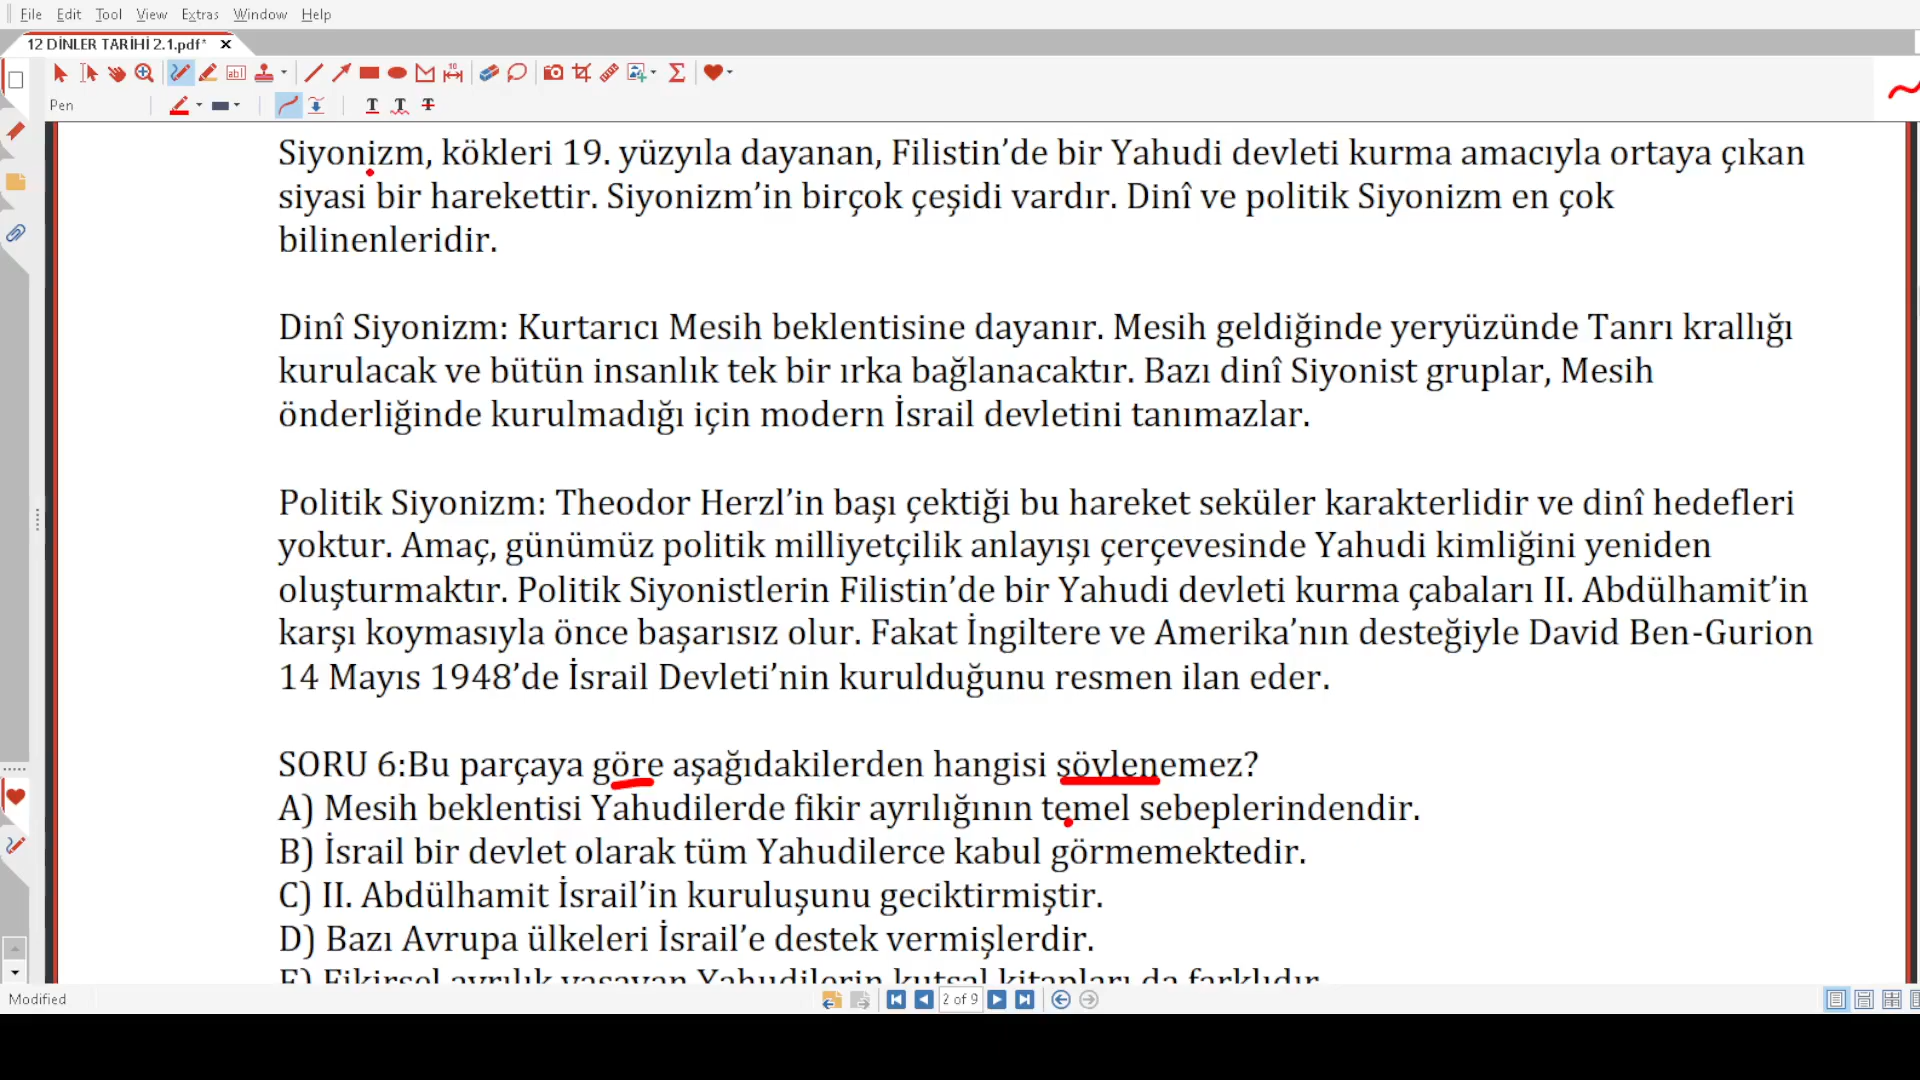 File Edit Tool View Extras Window Help
12 DİNLER TARİHİ 2.1.pdf* X
Pen
Siyonizm, kökleri 19. yüzyıla dayanan, Filistin’de bir Yahudi devleti kurma amacıyla ortaya çıkan
siyasi bir harekettir. Siyonizm’in birçok çeşidi vardır. Dinî ve politik Siyonizm en çok
bilinenleridir.
Dinî Siyonizm: Kurtarıcı Mesih beklentisine dayanır. Mesih geldiğinde yeryüzünde Tanrı krallığı
kurulacak ve bütün insanlık tek bir ırka bağlanacaktır. Bazı dinî Siyonist gruplar, Mesih
önderliğinde kurulmadığı için modern İsrail devletini tanımazlar.
Politik Siyonizm: Theodor Herzl’in başı çektiği bu hareket seküler karakterlidir ve dinî hedefleri
yoktur. Amaç, günümüz politik milliyetçilik anlayışı çerçevesinde Yahudi kimliğini yeniden
oluşturmaktır. Politik Siyonistlerin Filistin’de bir Yahudi devleti kurma çabaları II. Abdülhamit’in
karşı koymasıyla önce başarısız olur. Fakat İngiltere ve Amerika’nın desteğiyle David Ben-Gurion
14 Mayıs 1948’de İsrail Devleti’nin kurulduğunu resmen ilan eder.
SORU 6:Bu parçaya göre aşağıdakilerden hangisi söylenemez?
A) Mesih beklentisi Yahudilerde fikir ayrılığının temel sebeplerindendir.
B) İsrail bir devlet olarak tüm Yahudilerce kabul görmemektedir.
C) II. Abdülhamit İsrail’in kuruluşunu geciktirmiştir.
D) Bazı Avrupa ülkeleri İsrail’e destek vermişlerdir.
E) Fikirsel ayrılık yaşayan Yahudilerin kutsal kitapları da farklıdır.
Modified 2 of 9